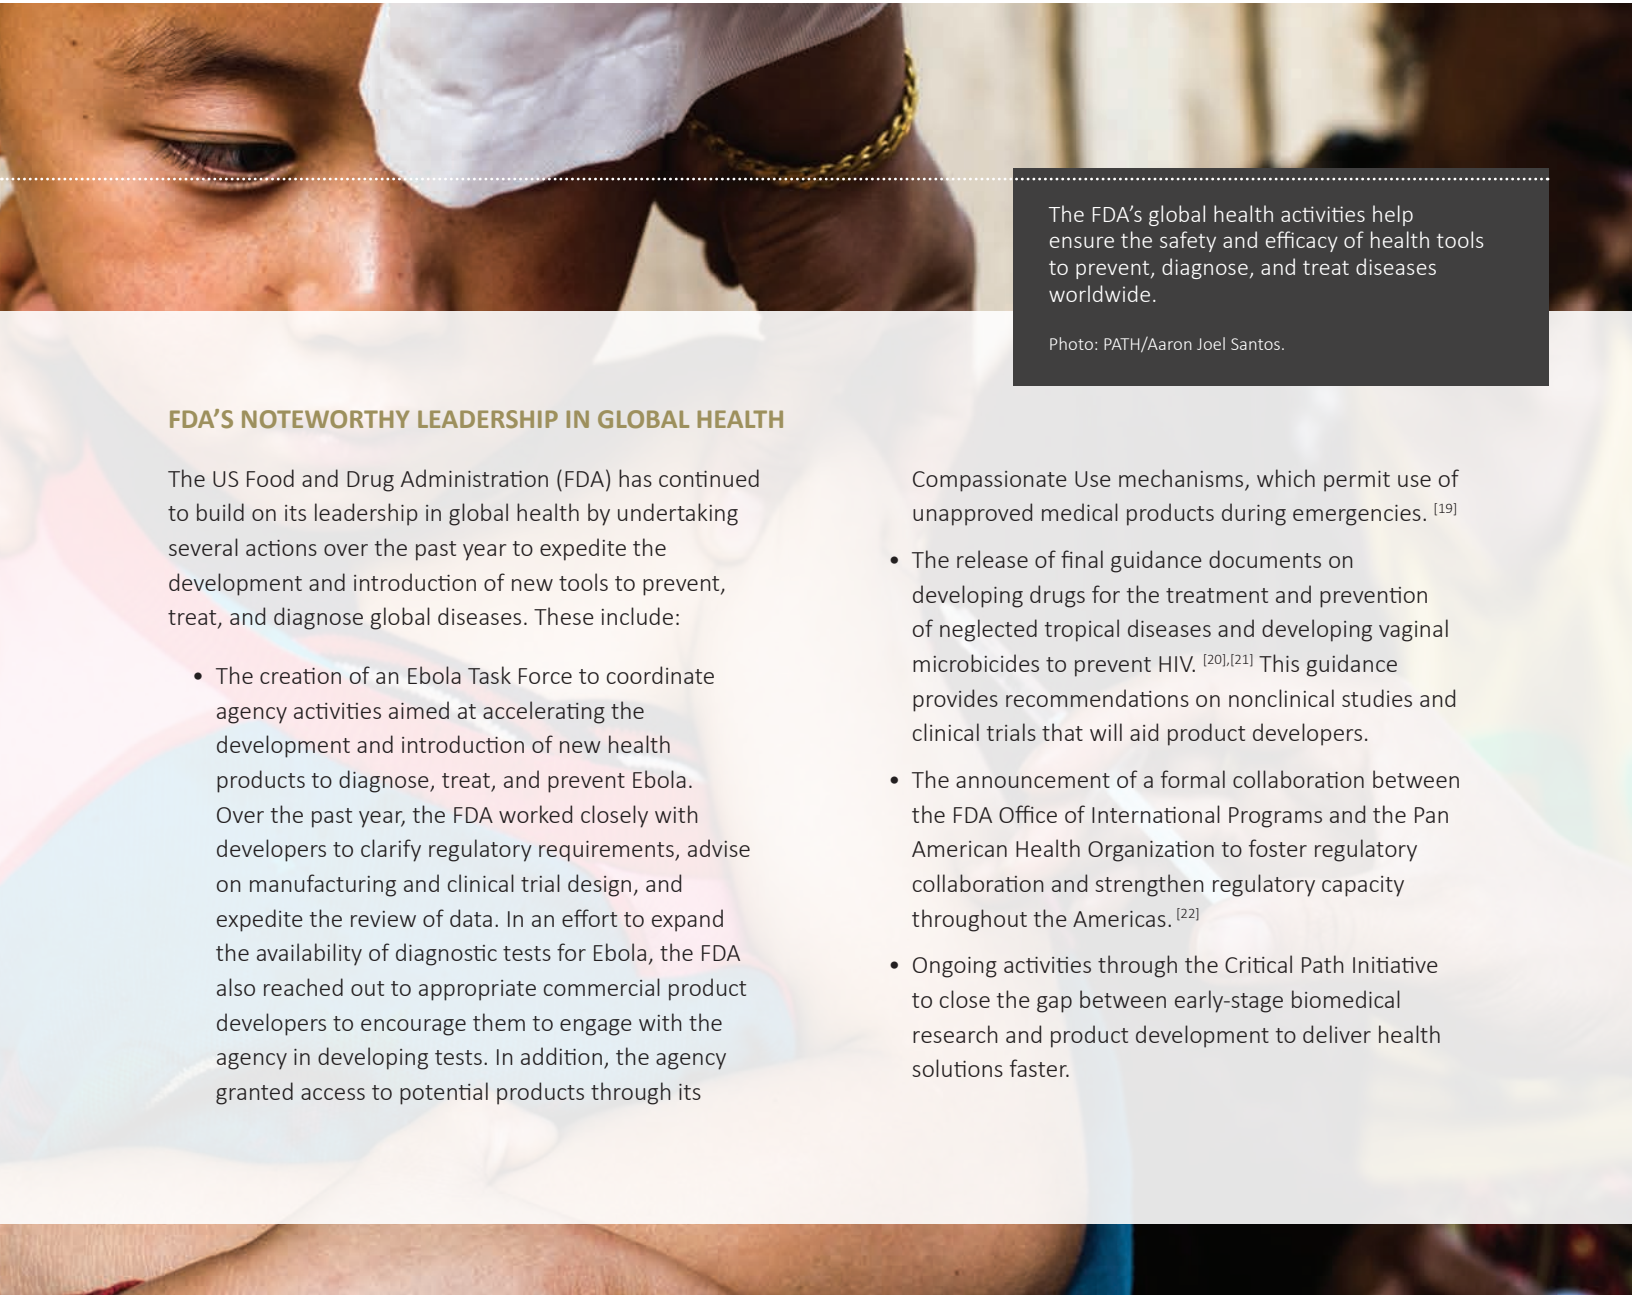 The FDA’s global health activities help
ensure the safety and efficacy of health tools
to prevent, diagnose, and treat diseases
worldwide.
Photo: PATH/Aaron Joel Santos.
FDA’S NOTEWORTHY LEADERSHIP IN GLOBAL HEALTH
The US Food and Drug Administration (FDA) has continued
to build on its leadership in global health by undertaking
several actions over the past year to expedite the
development and introduction of new tools to prevent,
treat, and diagnose global diseases. These include:
• The creation of an Ebola Task Force to coordinate
agency activities aimed at accelerating the
development and introduction of new health
products to diagnose, treat, and prevent Ebola.
Over the past year, the FDA worked closely with
developers to clarify regulatory requirements, advise
on manufacturing and clinical trial design, and
expedite the review of data. In an effort to expand
the availability of diagnostic tests for Ebola, the FDA
also reached out to appropriate commercial product
developers to encourage them to engage with the
agency in developing tests. In addition, the agency
granted access to potential products through its
Compassionate Use mechanisms, which permit use of
unapproved medical products during emergencies. [19]
• The release of final guidance documents on
developing drugs for the treatment and prevention
of neglected tropical diseases and developing vaginal
microbicides to prevent HIV. [20],[21] This guidance
provides recommendations on nonclinical studies and
clinical trials that will aid product developers.
• The announcement of a formal collaboration between
the FDA Office of International Programs and the Pan
American Health Organization to foster regulatory
collaboration and strengthen regulatory capacity
throughout the Americas. [22]
• Ongoing activities through the Critical Path Initiative
to close the gap between early-stage biomedical
research and product development to deliver health
solutions faster.